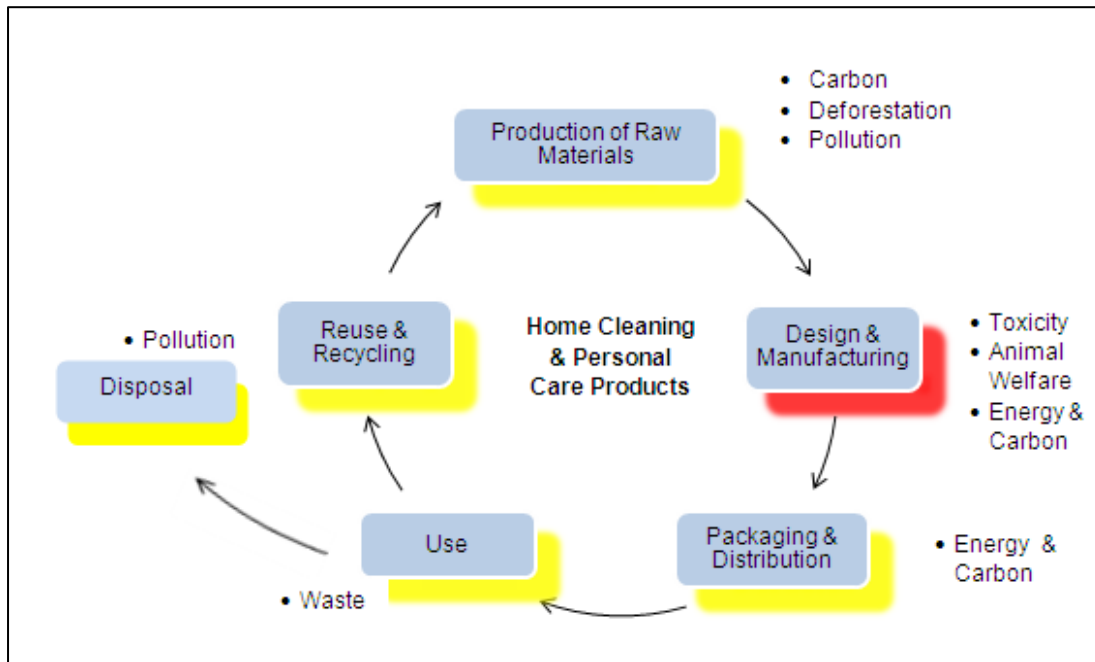 • Carbon
• Deforestation
• Pollution
Production of Raw
Materials
Reuse &
Recycling
Home Cleaning
& Personal
Care Products
Design &
Manufacturing
• Toxicity
• Animal
Welfare
• Energy &
Carbon
• Pollution
Disposal
Use
• Waste
Packaging &
Distribution
• Energy &
Carbon